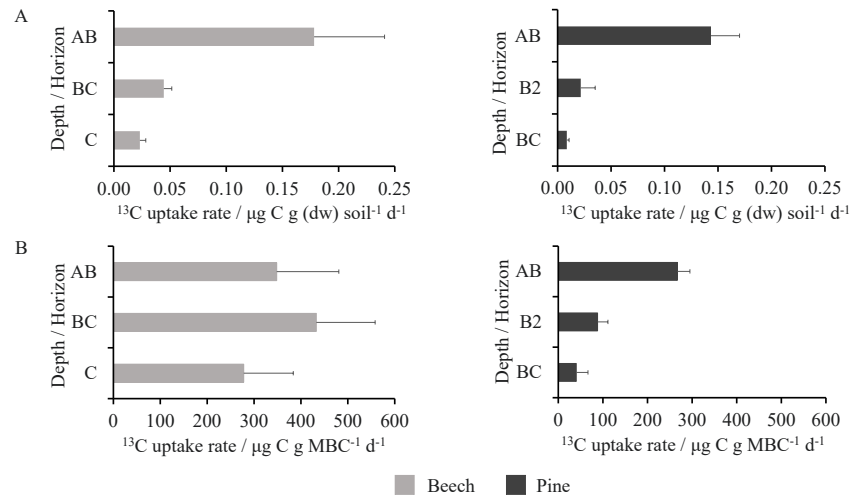 A
Depth / Horizon
AB
BC
C
0.00 0.05 0.10 0.15 0.20 0.25
¹³C uptake rate / µg C g (dw) soil⁻¹ d⁻¹
Depth / Horizon
AB
B2
BC
0.00 0.05 0.10 0.15 0.20 0.25
¹³C uptake rate / µg C g (dw) soil⁻¹ d⁻¹
B
Depth / Horizon
AB
BC
C
0 100 200 300 400 500 600
¹³C uptake rate / µg C g MBC⁻¹ d⁻¹
Depth / Horizon
AB
B2
BC
0 100 200 300 400 500 600
¹³C uptake rate / µg C g MBC⁻¹ d⁻¹
Beech Pine